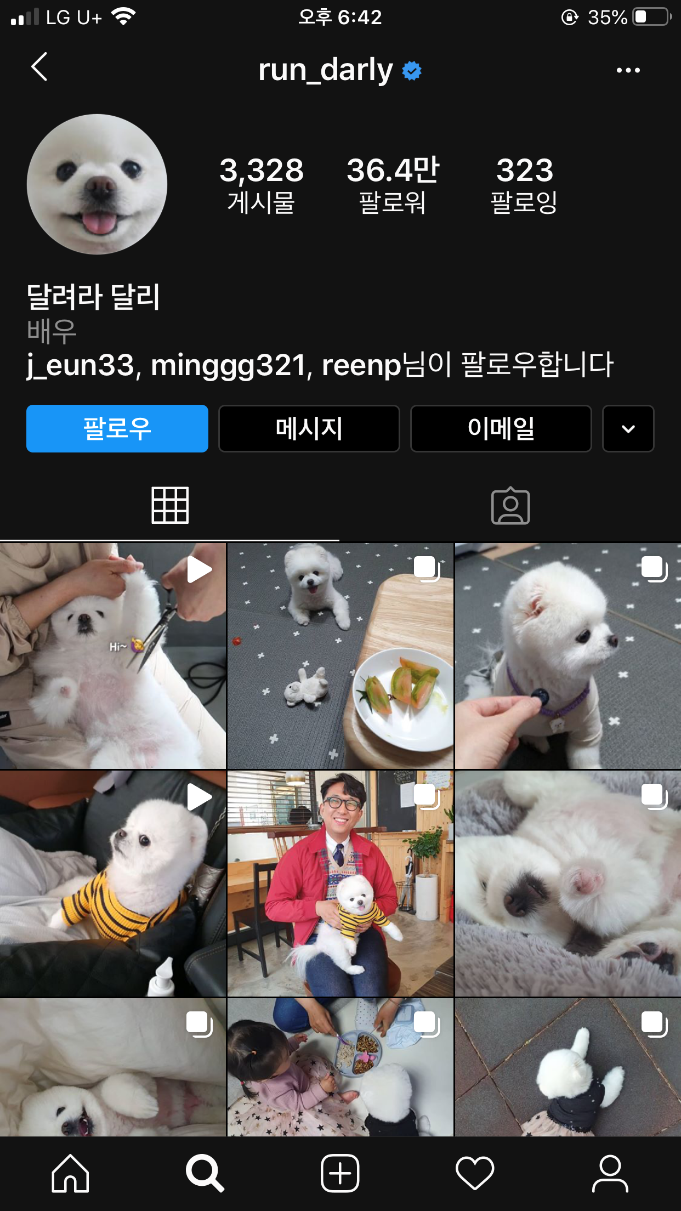 LG U+ 오후 6:42 35%
run_darly
3,328 36.4만 323
게시물 팔로워 팔로잉
달려라 달리
배우
j_eun33, minggg321, reenp님이 팔로우합니다
팔로우 메시지 이메일
Hi~